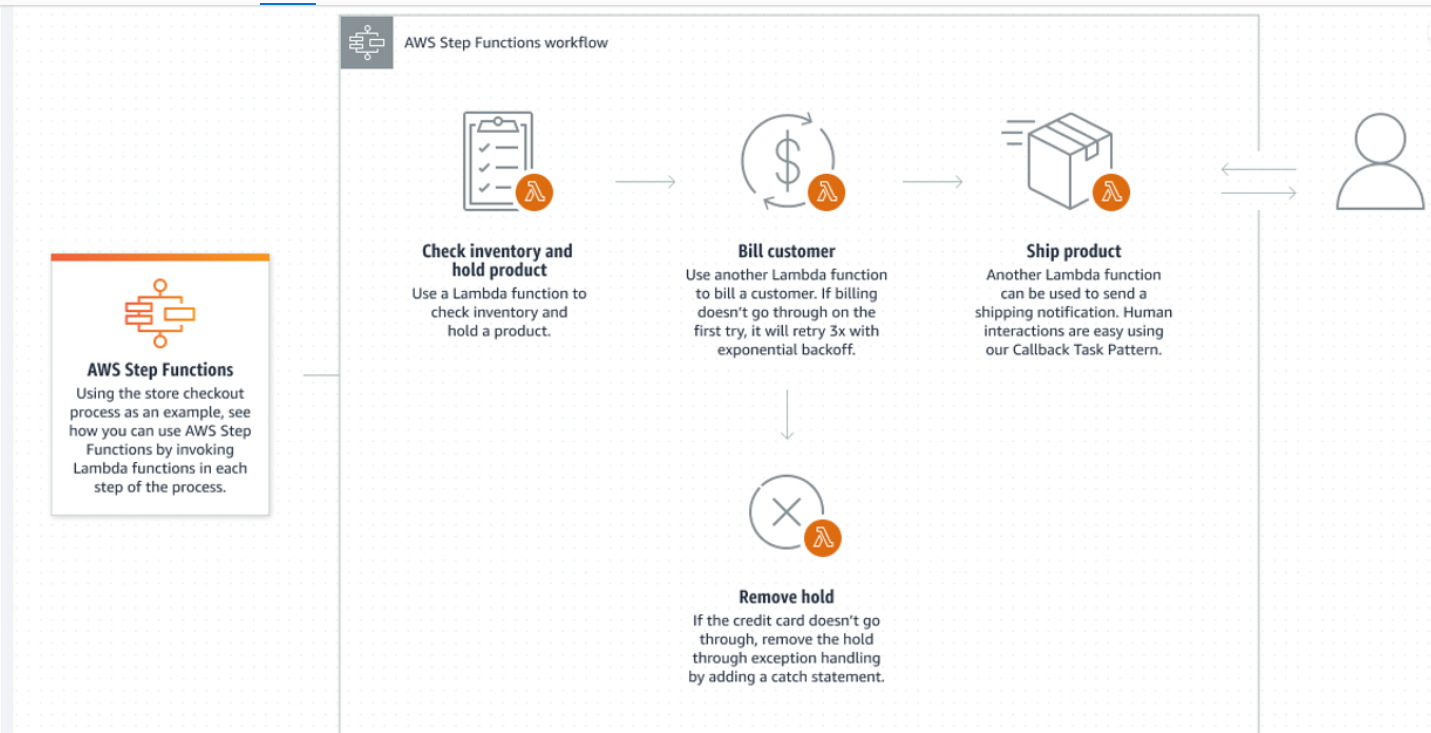 AWS Step Functions workflow
Check inventory and
hold product
Use a Lambda function to
check inventory and
hold a product.
Bill customer
Use another Lambda function
to bill a customer. If billing
doesn't go through on the
first try, it will retry 3x with
exponential backoff.
Ship product
Another Lambda function
can be used to send a
shipping notification. Human
interactions are easy using
our Callback Task Pattern.
AWS Step Functions
Using the store checkout
process as an example, see
how you can use AWS Step
Functions by invoking
Lambda functions in each
step of the process.
Remove hold
If the credit card doesn't go
through, remove the hold
through exception handling
by adding a catch statement.